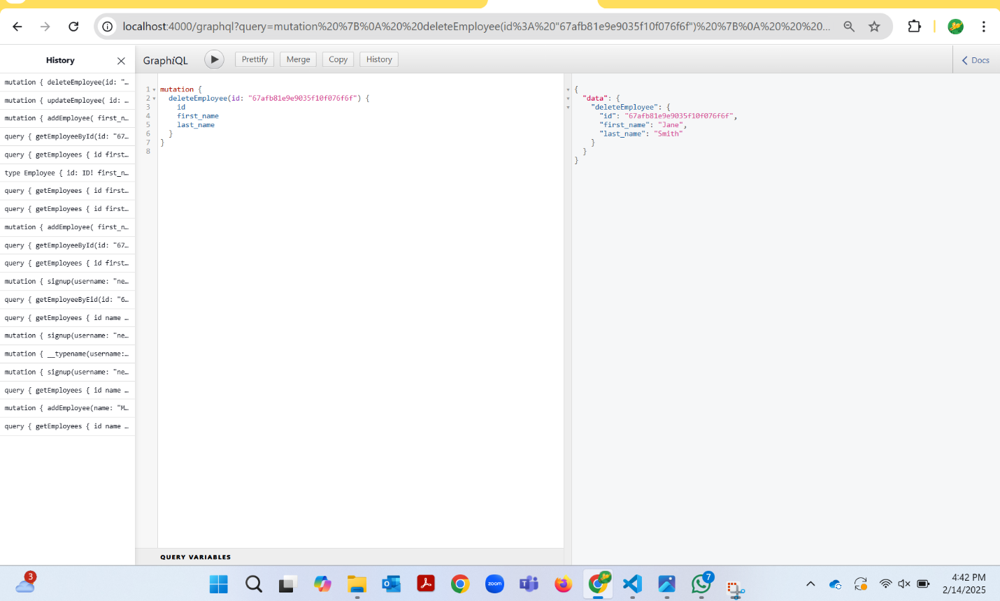 localhost:4000/graphql?query=mutation%20%7B%0A%20%20deleteEmployee(id%3A%20"67afb81e9e9035f10f076f6f")%20%7B%0A%20%20%20%20...
History
GraphiQL
Prettify
Merge
Copy
History
Docs
mutation { deleteEmployee(id: "…
mutation { updateEmployee( id: …
mutation { addEmployee( first_n…
query { getEmployeeById(id: "67…
query { getEmployees { id first…
type Employee { id: ID! first_n…
query { getEmployees { id first…
query { getEmployees { id first…
mutation { addEmployee( first_n…
query { getEmployeeById(id: "67…
query { getEmployees { id first…
mutation { signup(username: "ne…
query { getEmployeeByEid(id: "6…
query { getEmployees { id name …
mutation { signup(username: "ne…
mutation { __typename(username:…
mutation { signup(username: "ne…
query { getEmployees { id name …
mutation { addEmployee(name: "M…
query { getEmployees { id name …
1 mutation {
2 deleteEmployee(id: "67afb81e9e9035f10f076f6f") {
3 id
4 first_name
5 last_name
6 }
7 }
8
{
"data": {
"deleteEmployee": {
"id": "67afb81e9e9035f10f076f6f",
"first_name": "Jane",
"last_name": "Smith"
}
}
}
QUERY VARIABLES
3
zoom
7
4:42 PM
2/14/2025